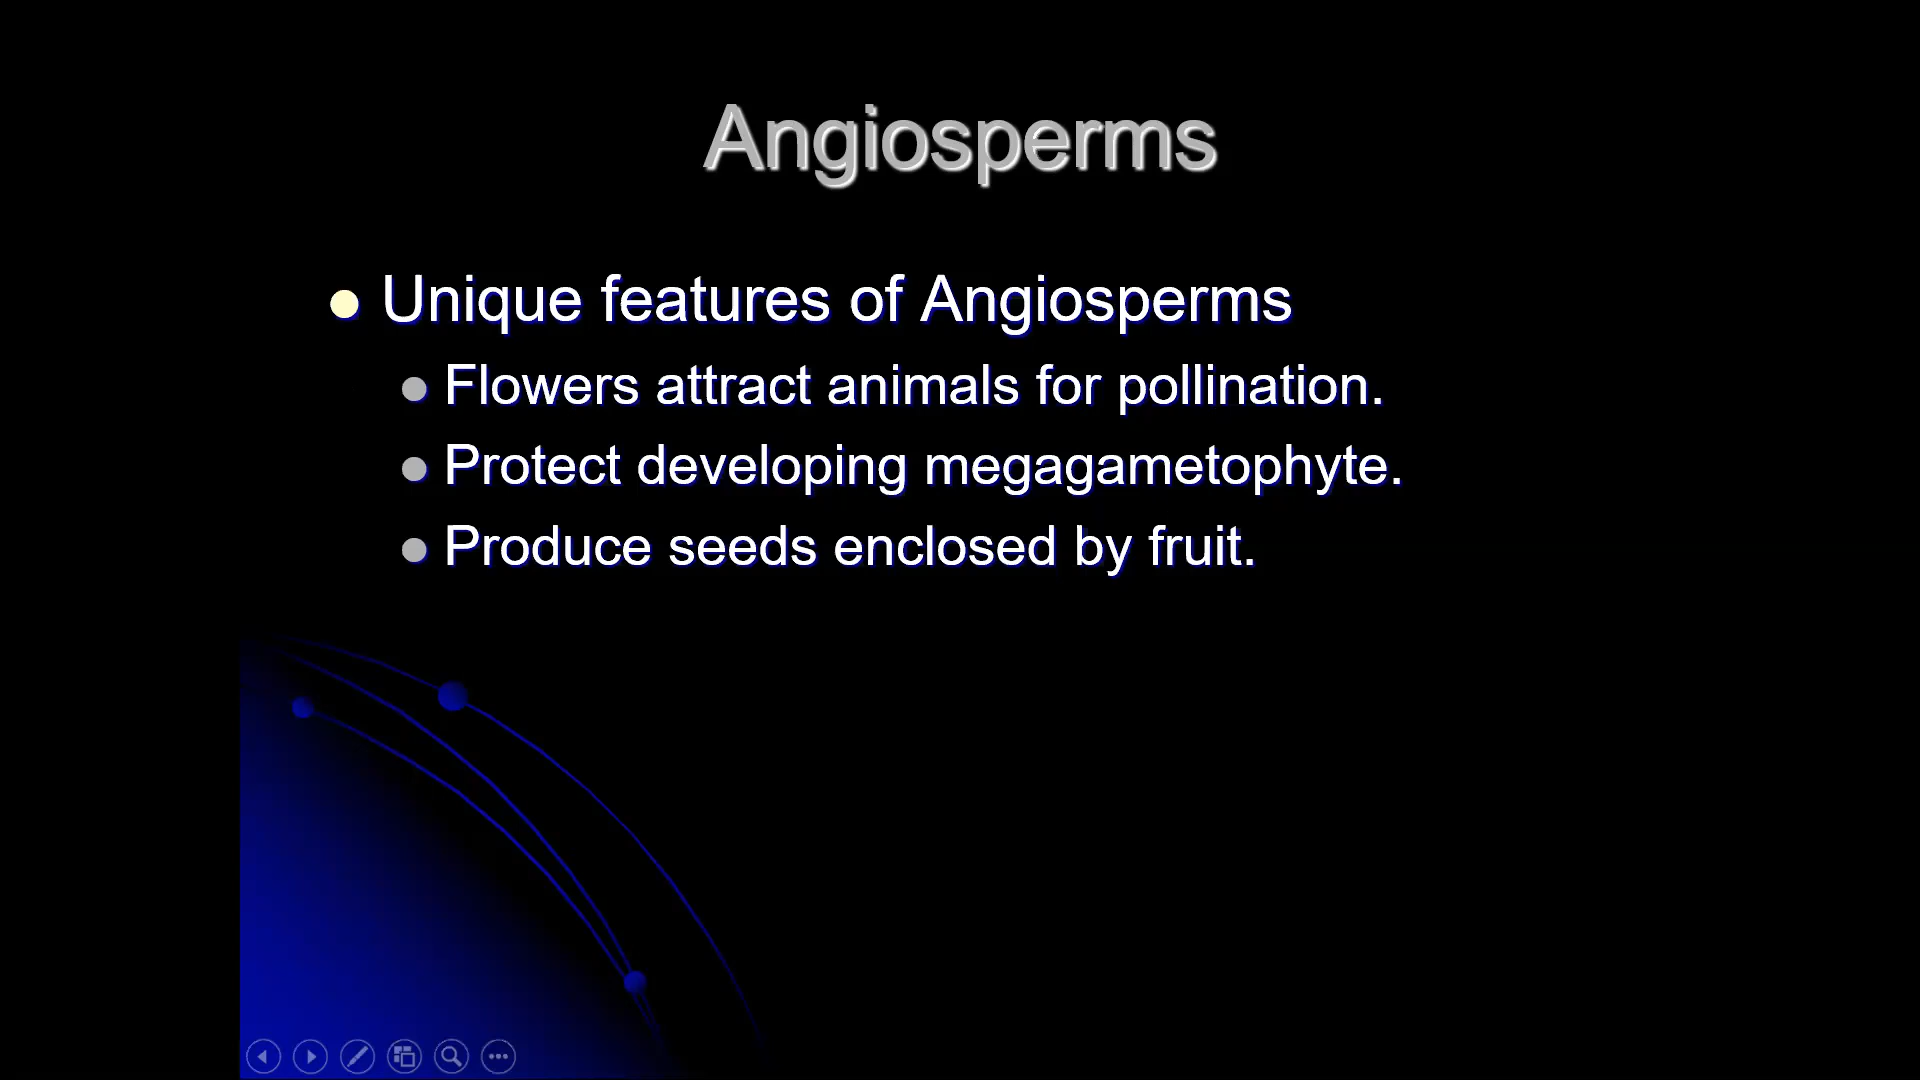 Angiosperms
Unique features of Angiosperms
Flowers attract animals for pollination.
Protect developing megagametophyte.
Produce seeds enclosed by fruit.